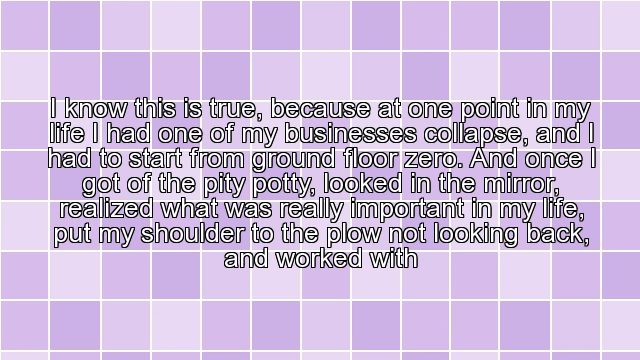 I know this is true, because at one point in my
life I had one of my businesses collapse, and I
had to start from ground floor zero. And once I
got of the pity potty, looked in the mirror,
realized what was really important in my life,
put my shoulder to the plow not looking back,
and worked with